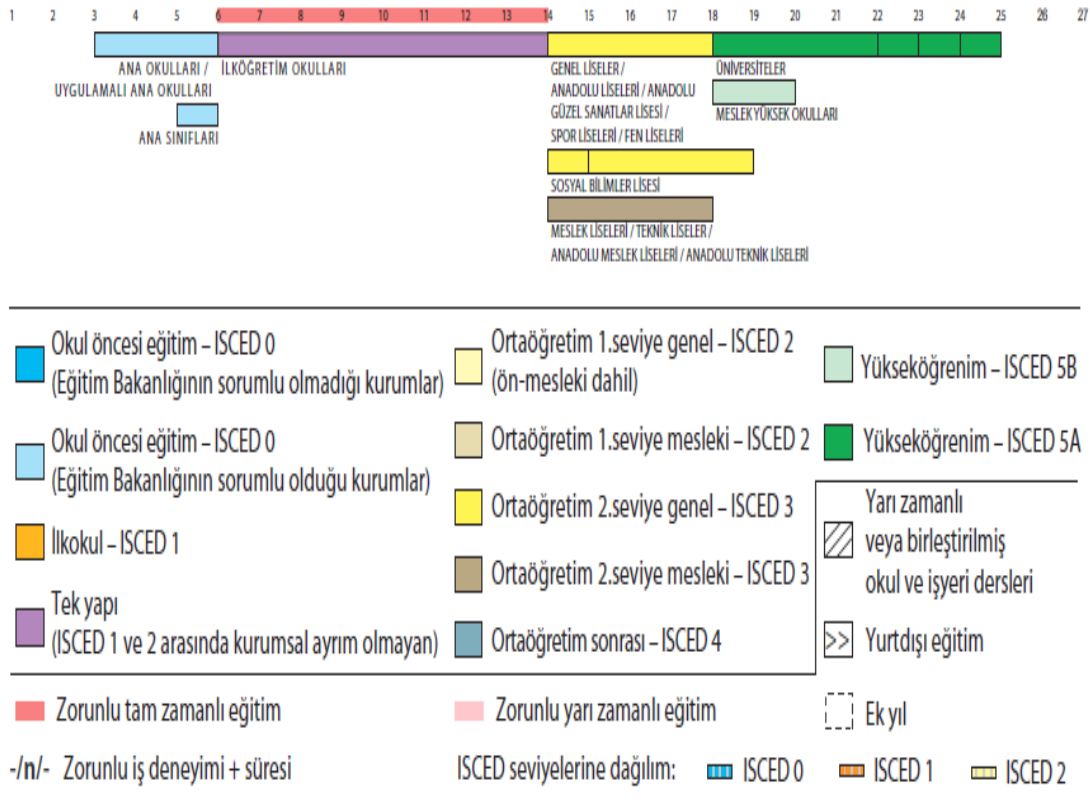 1 2 3 4 5 6 7 8 9 10 11 12 13 14 15 16 17 18 19 20 21 22 23 24 25 26 27
ANA OKULLARI /
UYGULAMALI ANA OKULLARI
ANA SINIFLARI
İLKÖĞRETİM OKULLARI
GENEL LİSELER /
ANADOLU LİSELERİ / ANADOLU
GÜZEL SANATLAR LİSESİ /
SPOR LİSELERİ / FEN LİSELERİ
SOSYAL BİLİMLER LİSESİ
MESLEK LİSELERİ / TEKNİK LİSELER /
ANADOLU MESLEK LİSELERİ / ANADOLU TEKNİK LİSELERİ
ÜNİVERSİTELER
MESLEK YÜKSEK OKULLARI
Okul öncesi eğitim – ISCED 0
(Eğitim Bakanlığının sorumlu olmadığı kurumlar)
Okul öncesi eğitim – ISCED 0
(Eğitim Bakanlığının sorumlu olduğu kurumlar)
İlkokul – ISCED 1
Tek yapı
(ISCED 1 ve 2 arasında kurumsal ayrım olmayan)
Ortaöğretim 1.seviye genel – ISCED 2
(ön-mesleki dahil)
Ortaöğretim 1.seviye mesleki – ISCED 2
Ortaöğretim 2.seviye genel – ISCED 3
Ortaöğretim 2.seviye mesleki – ISCED 3
Ortaöğretim sonrası – ISCED 4
Yükseköğrenim – ISCED 5B
Yükseköğrenim – ISCED 5A
Yarı zamanlı
veya birleştirilmiş
okul ve işyeri dersleri
>> Yurtdışı eğitim
Zorunlu tam zamanlı eğitim
Zorunlu yarı zamanlı eğitim
Ek yıl
-/n/- Zorunlu iş deneyimi + süresi
ISCED seviyelerine dağılım: ISCED 0 ISCED 1 ISCED 2